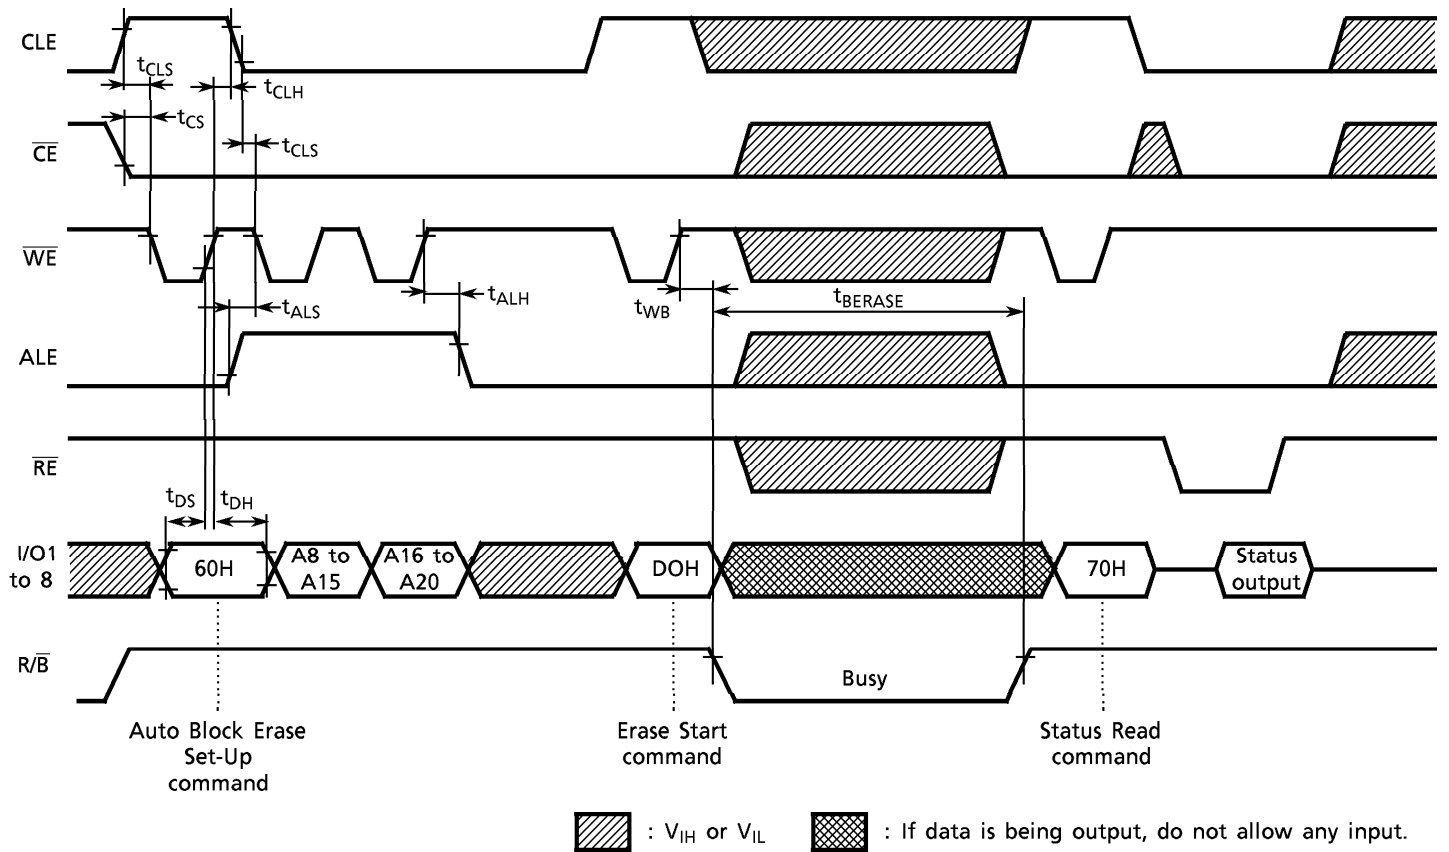 CLE
tCLS
tCLH
tCS
CE
tCLS
WE
tALS
tALH
tWB
tBERASE
ALE
RE
tDS
tDH
I/O1
to 8
60H
A8 to
A15
A16 to
A20
DOH
70H
Status
output
R/B
Busy
Auto Block Erase
Set-Up
command
Erase Start
command
Status Read
command
: VIH or VIL
: If data is being output, do not allow any input.